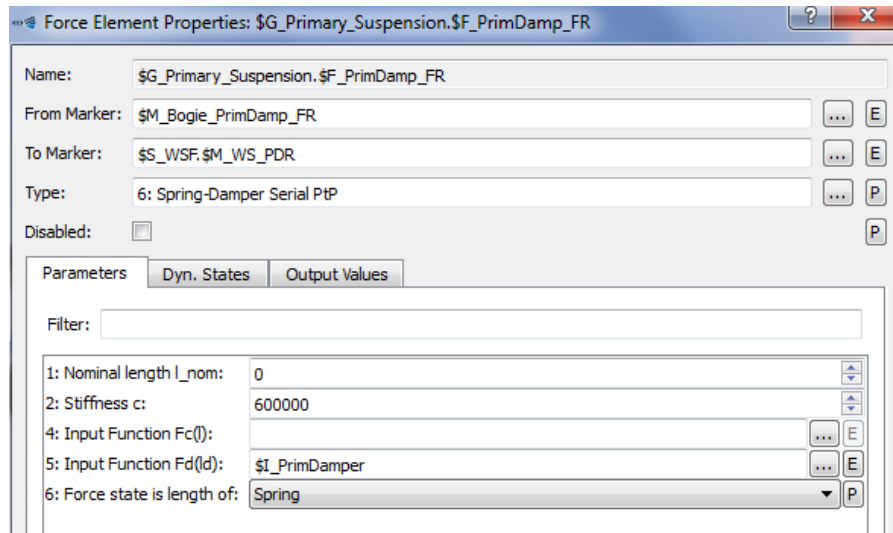 Force Element Properties: $G_Primary_Suspension.$F_PrimDamp_FR
? X
Name: $G_Primary_Suspension.$F_PrimDamp_FR
From Marker: $M_Bogie_PrimDamp_FR ... E
To Marker: $S_WSF.$M_WS_PDR ... E
Type: 6: Spring-Damper Serial PtP ... P
Disabled: P
Parameters Dyn. States Output Values
Filter:
1: Nominal length l_nom: 0
2: Stiffness c: 600000
4: Input Function Fc(l): ... E
5: Input Function Fd(ld): $I_PrimDamper ... E
6: Force state is length of: Spring P